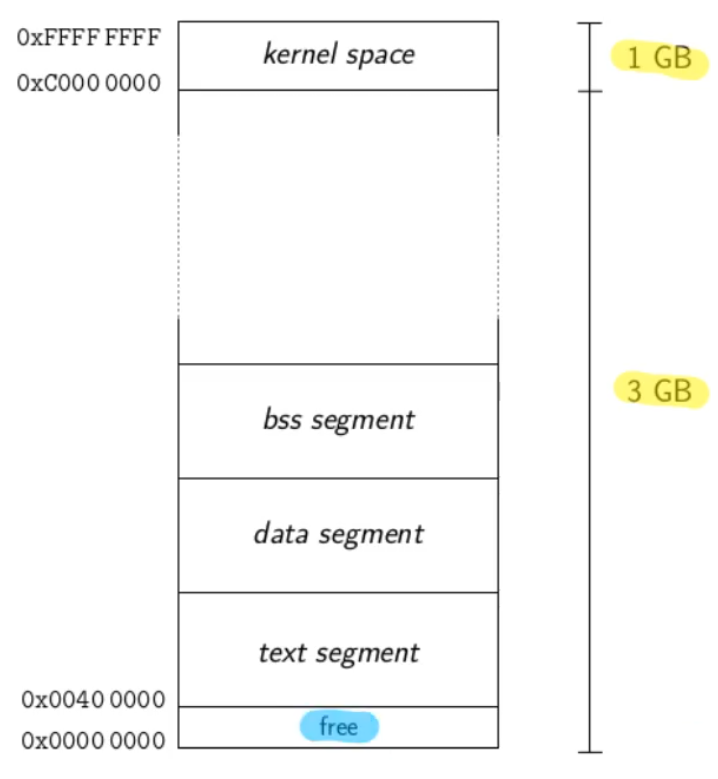 0xFFFF FFFF
kernel space
1 GB
0xC000 0000
3 GB
bss segment
data segment
text segment
0x0040 0000
free
0x0000 0000